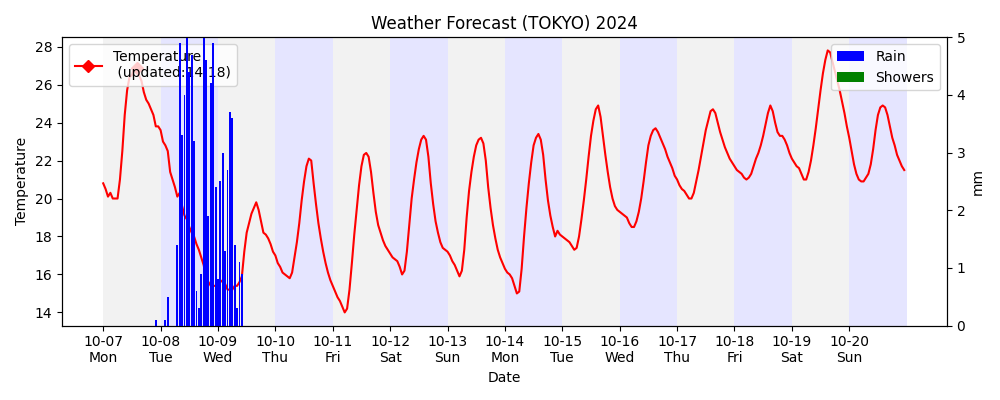 Weather Forecast (TOKYO) 2024
Temperature
(updated:14:18)
Rain
Showers
Temperature
28
26
24
22
20
18
16
14
5
4
3
2
1
0
mm
10-07 10-08 10-09 10-10 10-11 10-12 10-13 10-14 10-15 10-16 10-17 10-18 10-19 10-20
Mon Tue Wed Thu Fri Sat Sun Mon Tue Wed Thu Fri Sat Sun
Date